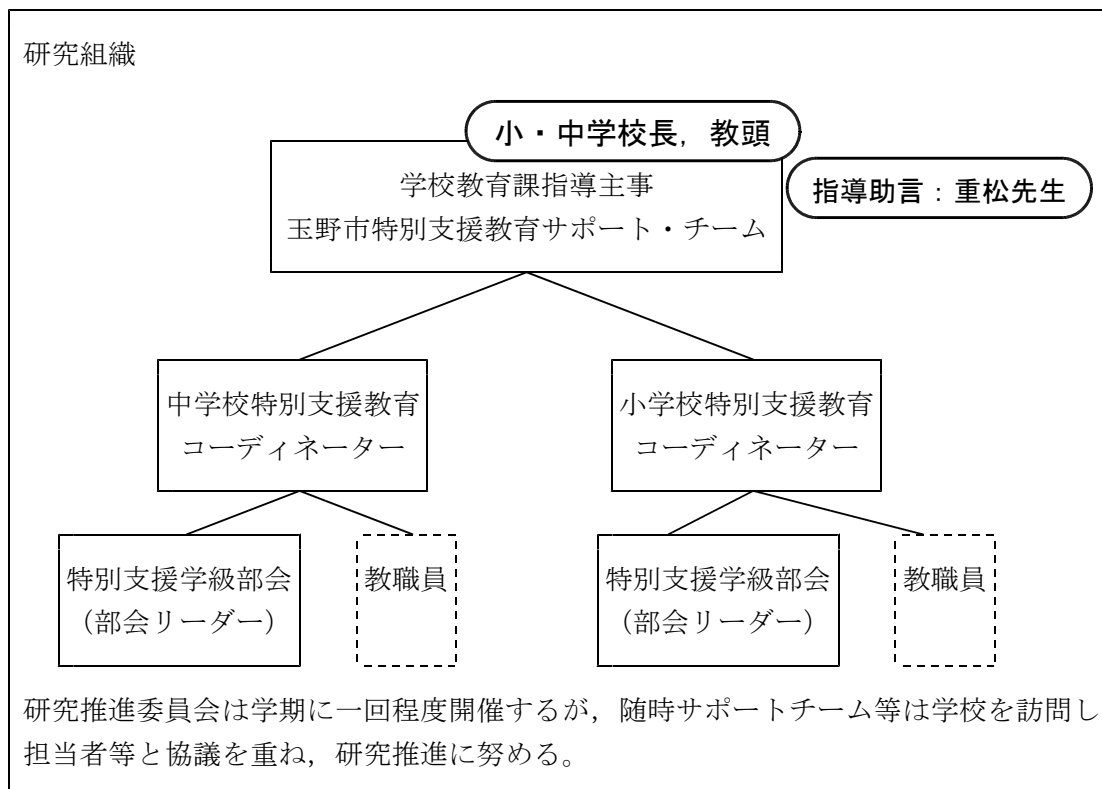 研究組織
小・中学校長，教頭
学校教育課指導主事
玉野市特別支援教育サポート・チーム
指導助言：重松先生
中学校特別支援教育
コーディネーター
小学校特別支援教育
コーディネーター
特別支援学級部会
（部会リーダー）
教職員
特別支援学級部会
（部会リーダー）
教職員
研究推進委員会は学期に一回程度開催するが，随時サポートチーム等は学校を訪問し
担当者等と協議を重ね，研究推進に努める。